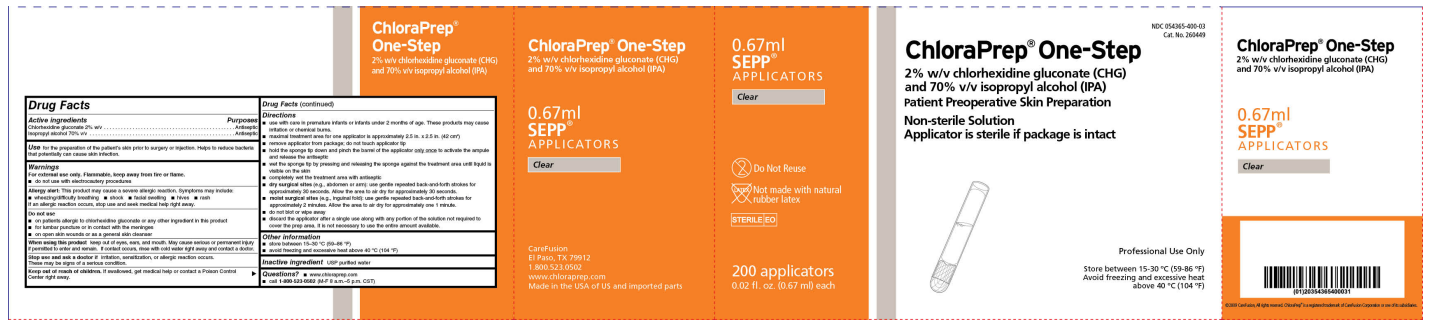 Drug Facts
Active ingredients Purposes
Chlorhexidine gluconate 2% w/v . . . . . . . . . . . . . . . . . . . . . . . . . . . . . . . . . . Antiseptic
Isopropyl alcohol 70% v/v . . . . . . . . . . . . . . . . . . . . . . . . . . . . . . . . . . . . . . Antiseptic
Use for the preparation of the patient's skin prior to surgery or injection. Helps to reduce bacteria
that potentially can cause skin infection.
Warnings
For external use only. Flammable, keep away from fire or flame.
■ do not use with electrocautery procedures
Allergy alert: This product may cause a severe allergic reaction. Symptoms may include:
■ wheezing/difficulty breathing ■ shock ■ facial swelling ■ hives ■ rash
If an allergic reaction occurs, stop use and seek medical help right away.
Do not use
■ on patients allergic to chlorhexidine gluconate or any other ingredient in this product
■ for lumbar puncture or in contact with the meninges
■ on open skin wounds or as a general skin cleanser
When using this product keep out of eyes, ears, and mouth. May cause serious or permanent injury
if permitted to enter and remain. If contact occurs, rinse with cold water right away and contact a doctor.
Stop use and ask a doctor if irritation, sensitization, or allergic reaction occurs.
These may be signs of a serious condition.
Keep out of reach of children. If swallowed, get medical help or contact a Poison Control
Center right away.
Drug Facts (continued)
Directions
■ use with care in premature infants or infants under 2 months of age. These products may cause
irritation or chemical burns.
■ maximal treatment area for one applicator is approximately 2.5 in. x 2.5 in. (42 cm²)
■ remove applicator from package; do not touch applicator tip
■ hold the sponge tip down and pinch the barrel of the applicator only once to activate the ampule
and release the antiseptic
■ wet the sponge tip by pressing and releasing the sponge against the treatment area until liquid is
visible on the skin
■ completely wet the treatment area with antiseptic
■ dry surgical sites (e.g., abdomen or arm): use gentle repeated back-and-forth strokes for
approximately 30 seconds. Allow the area to air dry for approximately 30 seconds.
■ moist surgical sites (e.g., inguinal fold): use gentle repeated back-and-forth strokes for
approximately 2 minutes. Allow the area to air dry for approximately one minute.
■ do not blot or wipe away
■ discard the applicator after a single use along with any portion of the solution not required to
cover the prep area. It is not necessary to use the entire amount available.
Other information
■ store between 15-30 °C (59-86 °F)
■ avoid freezing and excessive heat above 40 °C (104 °F)
Inactive ingredient USP purified water
Questions? ■ www.chloraprep.com
■ call 1-800-523-0502 (M-F 8 a.m.-5 p.m. CST)
ChloraPrep®
One-Step
2% w/v chlorhexidine gluconate (CHG)
and 70% v/v isopropyl alcohol (IPA)
ChloraPrep® One-Step
2% w/v chlorhexidine gluconate (CHG)
and 70% v/v isopropyl alcohol (IPA)
0.67ml
SEPP®
APPLICATORS
Clear
CareFusion
El Paso, TX 79912
1.800.523.0502
www.chloraprep.com
Made in the USA of US and imported parts
0.67ml
SEPP®
APPLICATORS
Clear
2 Do Not Reuse
LATEX Not made with natural
rubber latex
STERILE EO
200 applicators
0.02 fl. oz. (0.67 ml) each
NDC 054365-400-03
Cat. No. 260449
ChloraPrep® One-Step
2% w/v chlorhexidine gluconate (CHG)
and 70% v/v isopropyl alcohol (IPA)
Patient Preoperative Skin Preparation
Non-sterile Solution
Applicator is sterile if package is intact
Professional Use Only
Store between 15-30 °C (59-86 °F)
Avoid freezing and excessive heat
above 40 °C (104 °F)
ChloraPrep® One-Step
2% w/v chlorhexidine gluconate (CHG)
and 70% v/v isopropyl alcohol (IPA)
0.67ml
SEPP®
APPLICATORS
Clear
(01)20354365400031
©2009 CareFusion, All rights reserved. ChloraPrep® is a registered trademark of CareFusion Corporation or one of its subsidiaries.